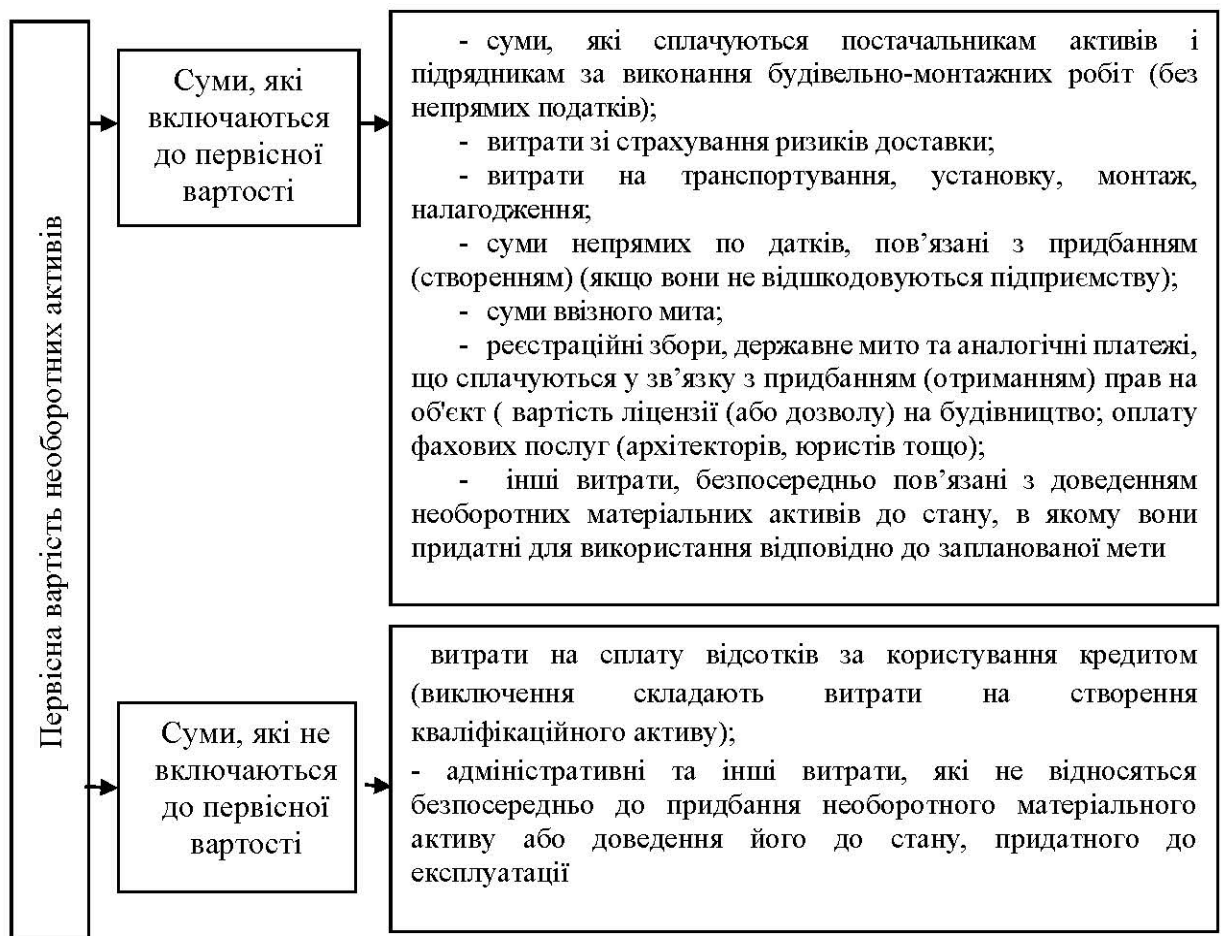 Первісна вартість необоротних активів
Суми, які
включаються
до первісної
вартості
- суми, які сплачуються постачальникам активів і
підрядникам за виконання будівельно-монтажних робіт (без
непрямих податків);
- витрати зі страхування ризиків доставки;
- витрати на транспортування, установку, монтаж,
налагодження;
- суми непрямих по датків, пов’язані з придбанням
(створенням) (якщо вони не відшкодовуються підприємству);
- суми ввізного мита;
- реєстраційні збори, державне мито та аналогічні платежі,
що сплачуються у зв’язку з придбанням (отриманням) прав на
об'єкт ( вартість ліцензії (або дозволу) на будівництво; оплату
фахових послуг (архітекторів, юристів тощо);
- інші витрати, безпосередньо пов’язані з доведенням
необоротних матеріальних активів до стану, в якому вони
придатні для використання відповідно до запланованої мети
Суми, які не
включаються
до первісної
вартості
витрати на сплату відсотків за користування кредитом
(виключення складають витрати на створення
кваліфікаційного активу);
- адміністративні та інші витрати, які не відносяться
безпосередньо до придбання необоротного матеріального
активу або доведення його до стану, придатного до
експлуатації